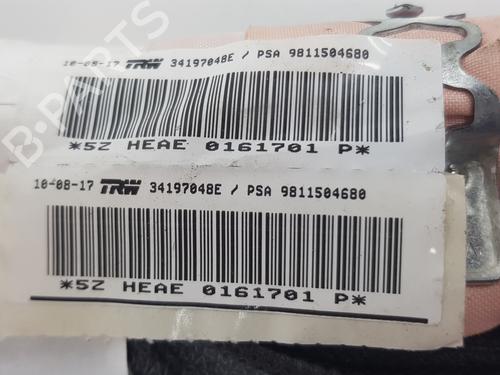 10-08-17 TRW 34197048E / PSA 9811504680
*5Z HEAE 0161701 P*
10-08-17 TRW 34197048E / PSA 9811504680
*5Z HEAE 0161701 P*
B-PARTS